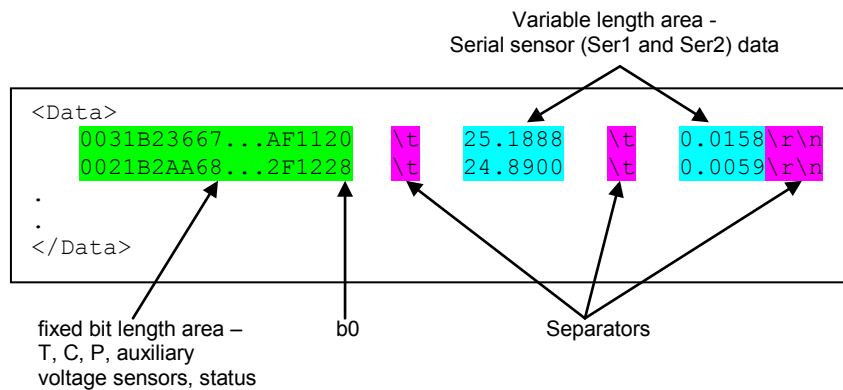 Variable length area -
Serial sensor (Ser1 and Ser2) data
<Data>
0031B23667...AF1120 \t 25.1888 \t 0.0158\r\n
0021B2AA68...2F1228 \t 24.8900 \t 0.0059\r\n
.
.
</Data>
fixed bit length area –
T, C, P, auxiliary
voltage sensors, status
b0
Separators